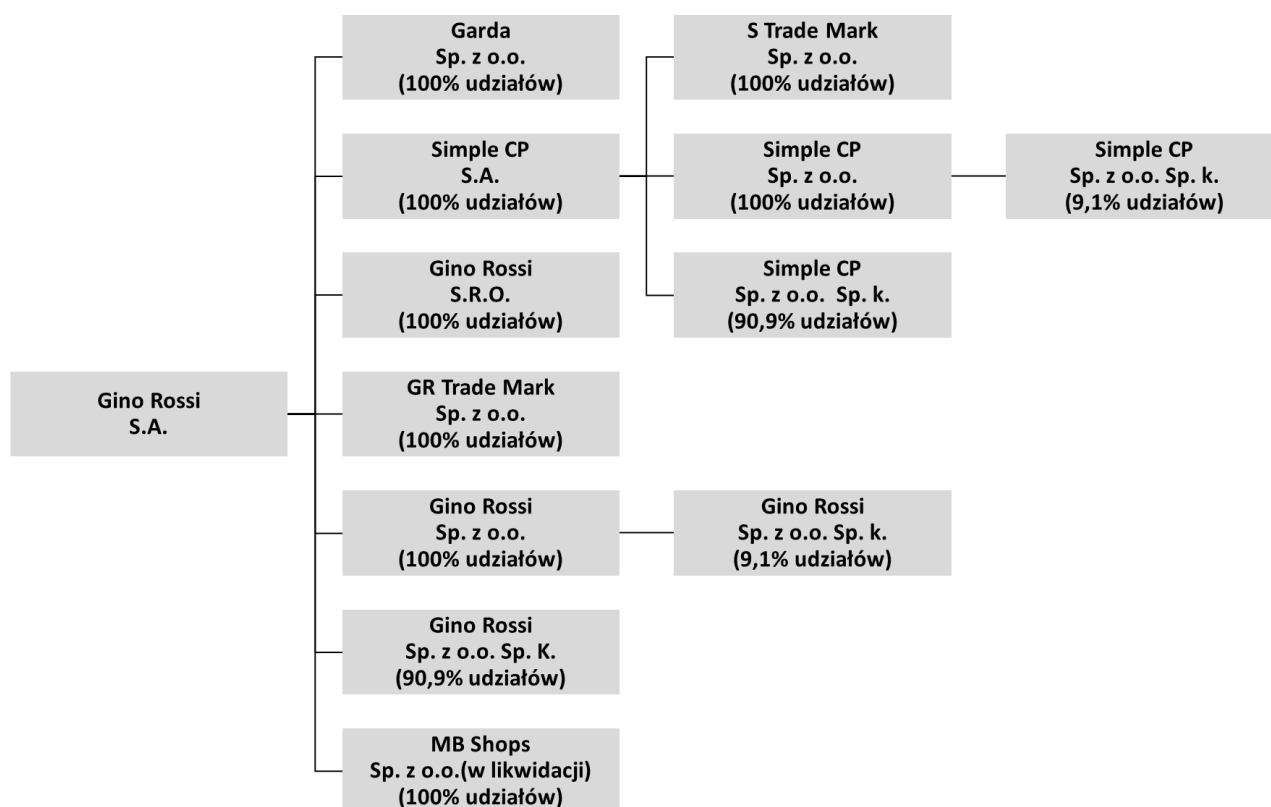 Garda
Sp. z o.o.
(100% udziałów)
S Trade Mark
Sp. z o.o.
(100% udziałów)
Simple CP
S.A.
(100% udziałów)
Simple CP
Sp. z o.o.
(100% udziałów)
Simple CP
Sp. z o.o. Sp. k.
(9,1% udziałów)
Gino Rossi
S.R.O.
(100% udziałów)
Simple CP
Sp. z o.o.  Sp. k.
(90,9% udziałów)
Gino Rossi
S.A.
GR Trade Mark
Sp. z o.o.
(100% udziałów)
Gino Rossi
Sp. z o.o.
(100% udziałów)
Gino Rossi
Sp. z o.o. Sp. k.
(9,1% udziałów)
Gino Rossi
Sp. z o.o. Sp. K.
(90,9% udziałów)
MB Shops
Sp. z o.o.(w likwidacji)
(100% udziałów)